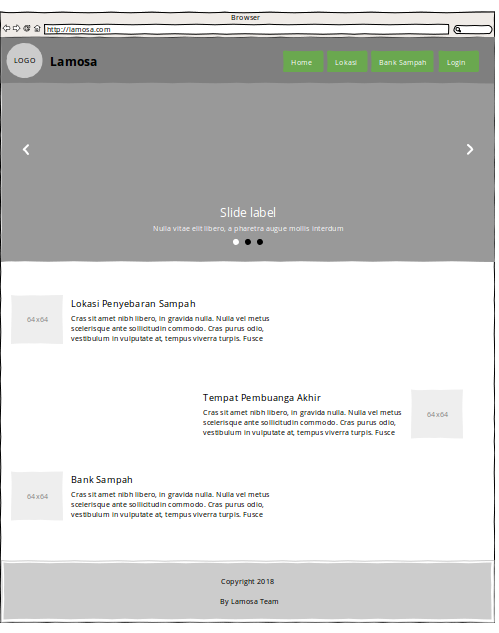 Browser
http://lamosa.com
LOGO
Lamosa
Home
Lokasi
Bank Sampah
Login
Slide label
Nulla vitae elit libero, a pharetra augue mollis interdum
64x64
Lokasi Penyebaran Sampah
Cras sit amet nibh libero, in gravida nulla. Nulla vel metus
scelerisque ante sollicitudin commodo. Cras purus odio,
vestibulum in vulputate at, tempus viverra turpis. Fusce
Tempat Pembuanga Akhir
Cras sit amet nibh libero, in gravida nulla. Nulla vel metus
scelerisque ante sollicitudin commodo. Cras purus odio,
vestibulum in vulputate at, tempus viverra turpis. Fusce
64x64
64x64
Bank Sampah
Cras sit amet nibh libero, in gravida nulla. Nulla vel metus
scelerisque ante sollicitudin commodo. Cras purus odio,
vestibulum in vulputate at, tempus viverra turpis. Fusce
Copyright 2018
By Lamosa Team